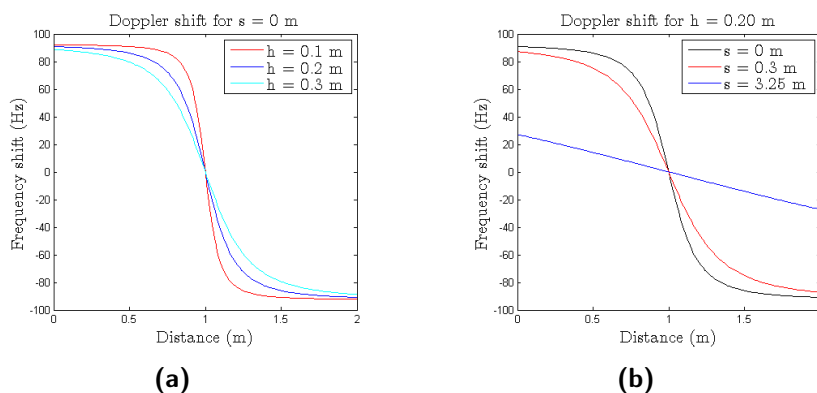 Doppler shift for s = 0 m
100
80
60
40
20
0
-20
-40
-60
-80
-100
Frequency shift (Hz)
h = 0.1 m
h = 0.2 m
h = 0.3 m
0
0.5
1
1.5
2
Distance (m)
(a)
Doppler shift for h = 0.20 m
100
80
60
40
20
0
-20
-40
-60
-80
-100
Frequency shift (Hz)
s = 0 m
s = 0.3 m
s = 3.25 m
0
0.5
1
1.5
Distance (m)
(b)